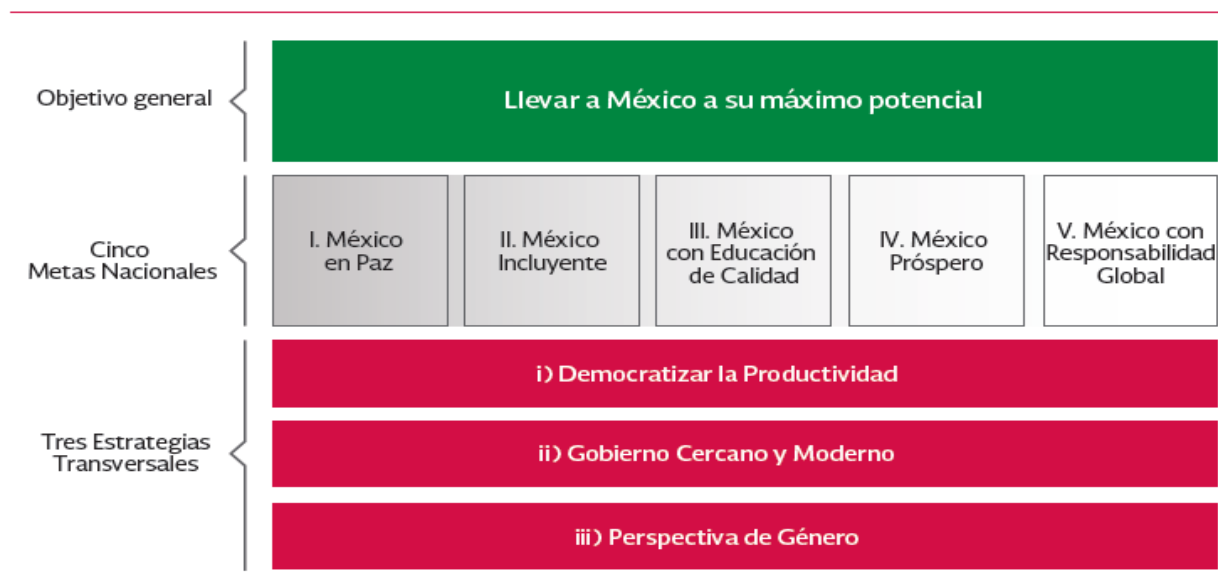 Objetivo general
Llevar a México a su máximo potencial
Cinco
Metas Nacionales
I. México
en Paz
II. México
Incluyente
III. México
con Educación
de Calidad
IV. México
Próspero
V. México con
Responsabilidad
Global
Tres Estrategias
Transversales
i) Democratizar la Productividad
ii) Gobierno Cercano y Moderno
iii) Perspectiva de Género